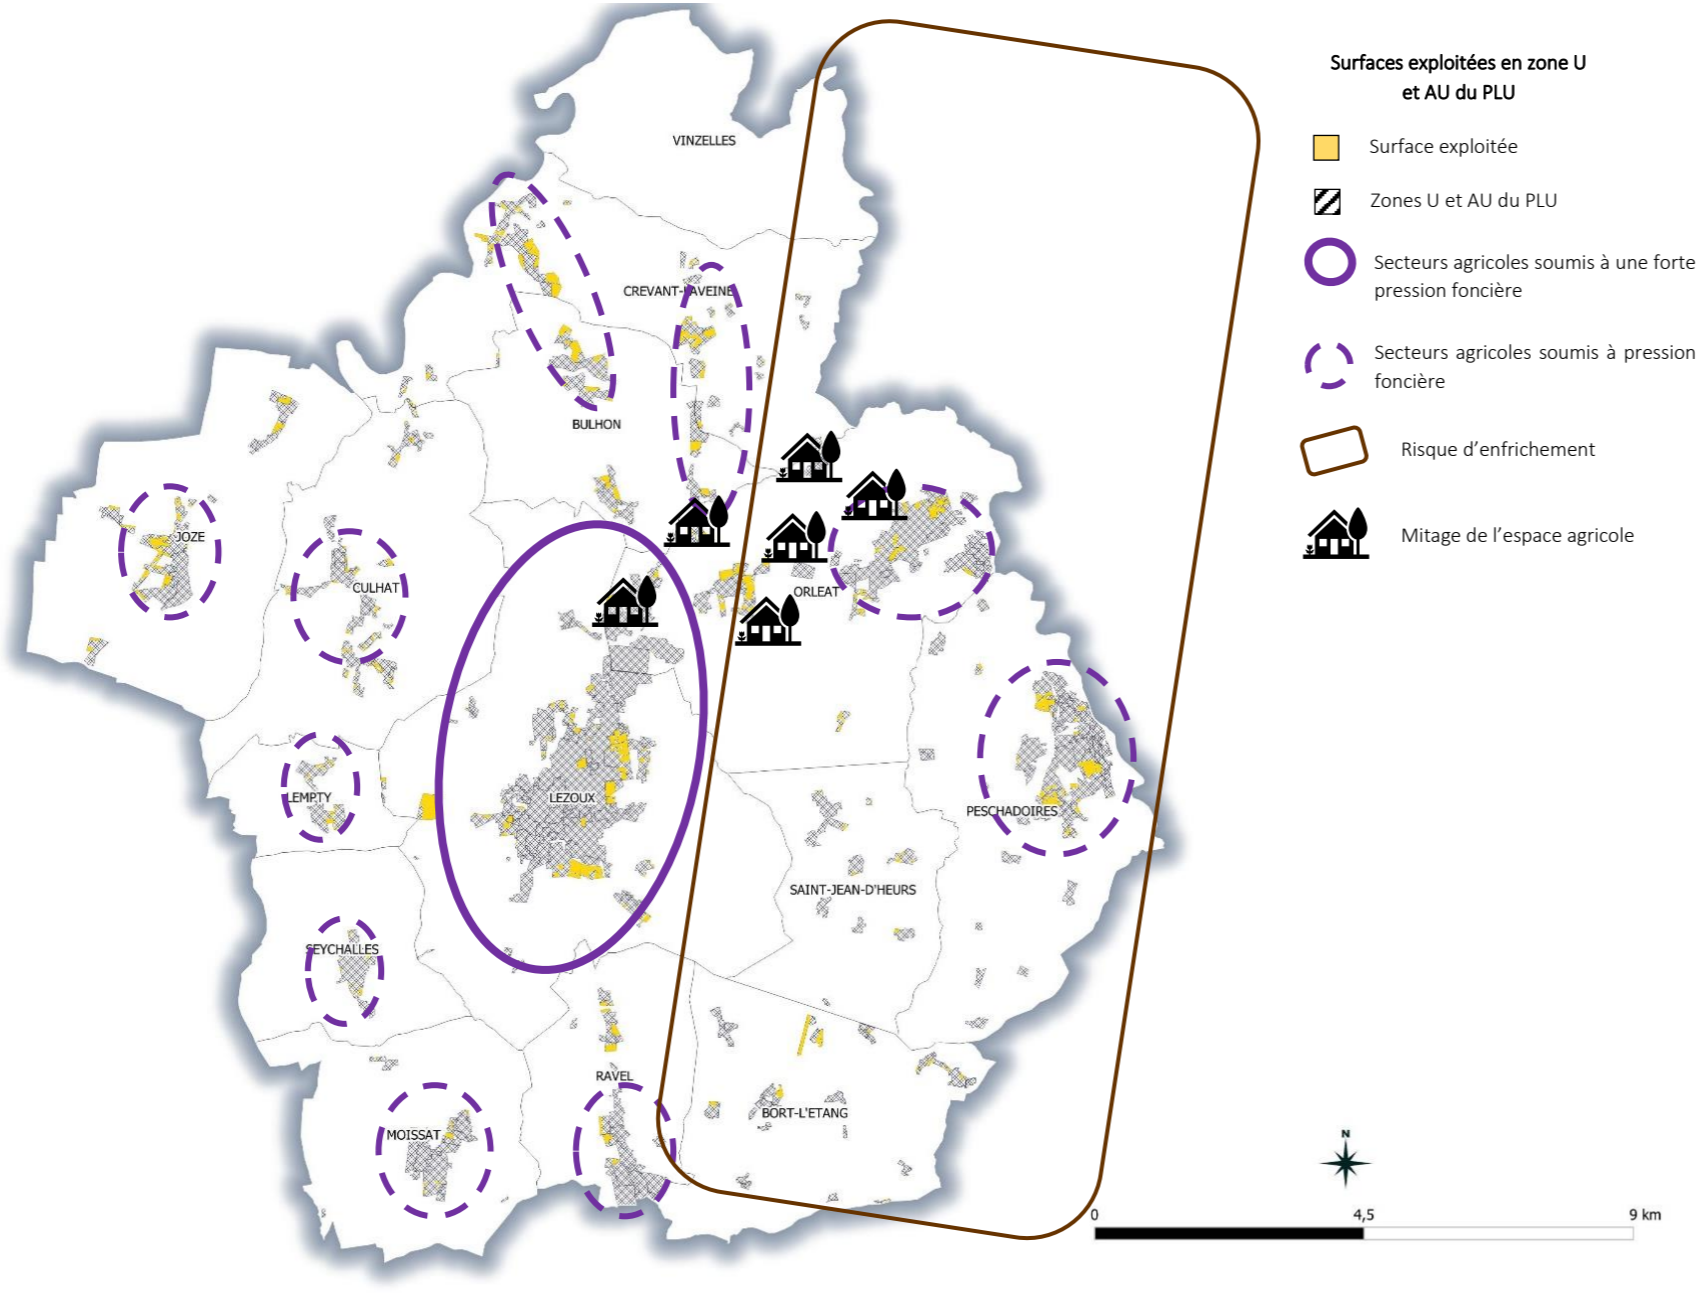 Surfaces exploitées en zone U
et AU du PLU
Surface exploitée
Zones U et AU du PLU
Secteurs agricoles soumis à une forte
pression foncière
Secteurs agricoles soumis à pression
foncière
Risque d'enfrichement
Mitage de l'espace agricole
VINZELLES
CREVANT-LAVEINE
BULHON
JOZE
CULHAT
ORLEAT
LEMPTY
LEZOUX
PESCHADOIRES
SAINT-JEAN-D'HEURS
SEYCHALLES
RAVEL
BORT-L'ETANG
MOISSAT
N
0 4,5 9 km